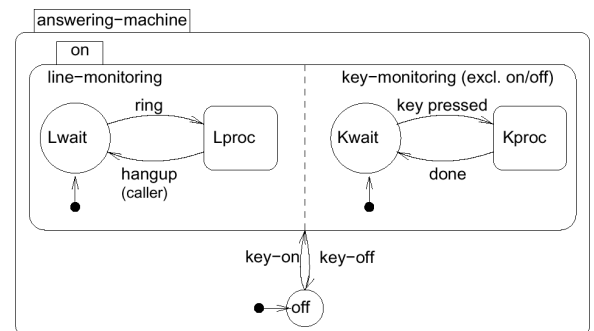 answering−machine
on
line−monitoring
key−monitoring (excl. on/off)
ring
key pressed
Lwait
Lproc
Kwait
Kproc
hangup
(caller)
done
key−on
key−off
off